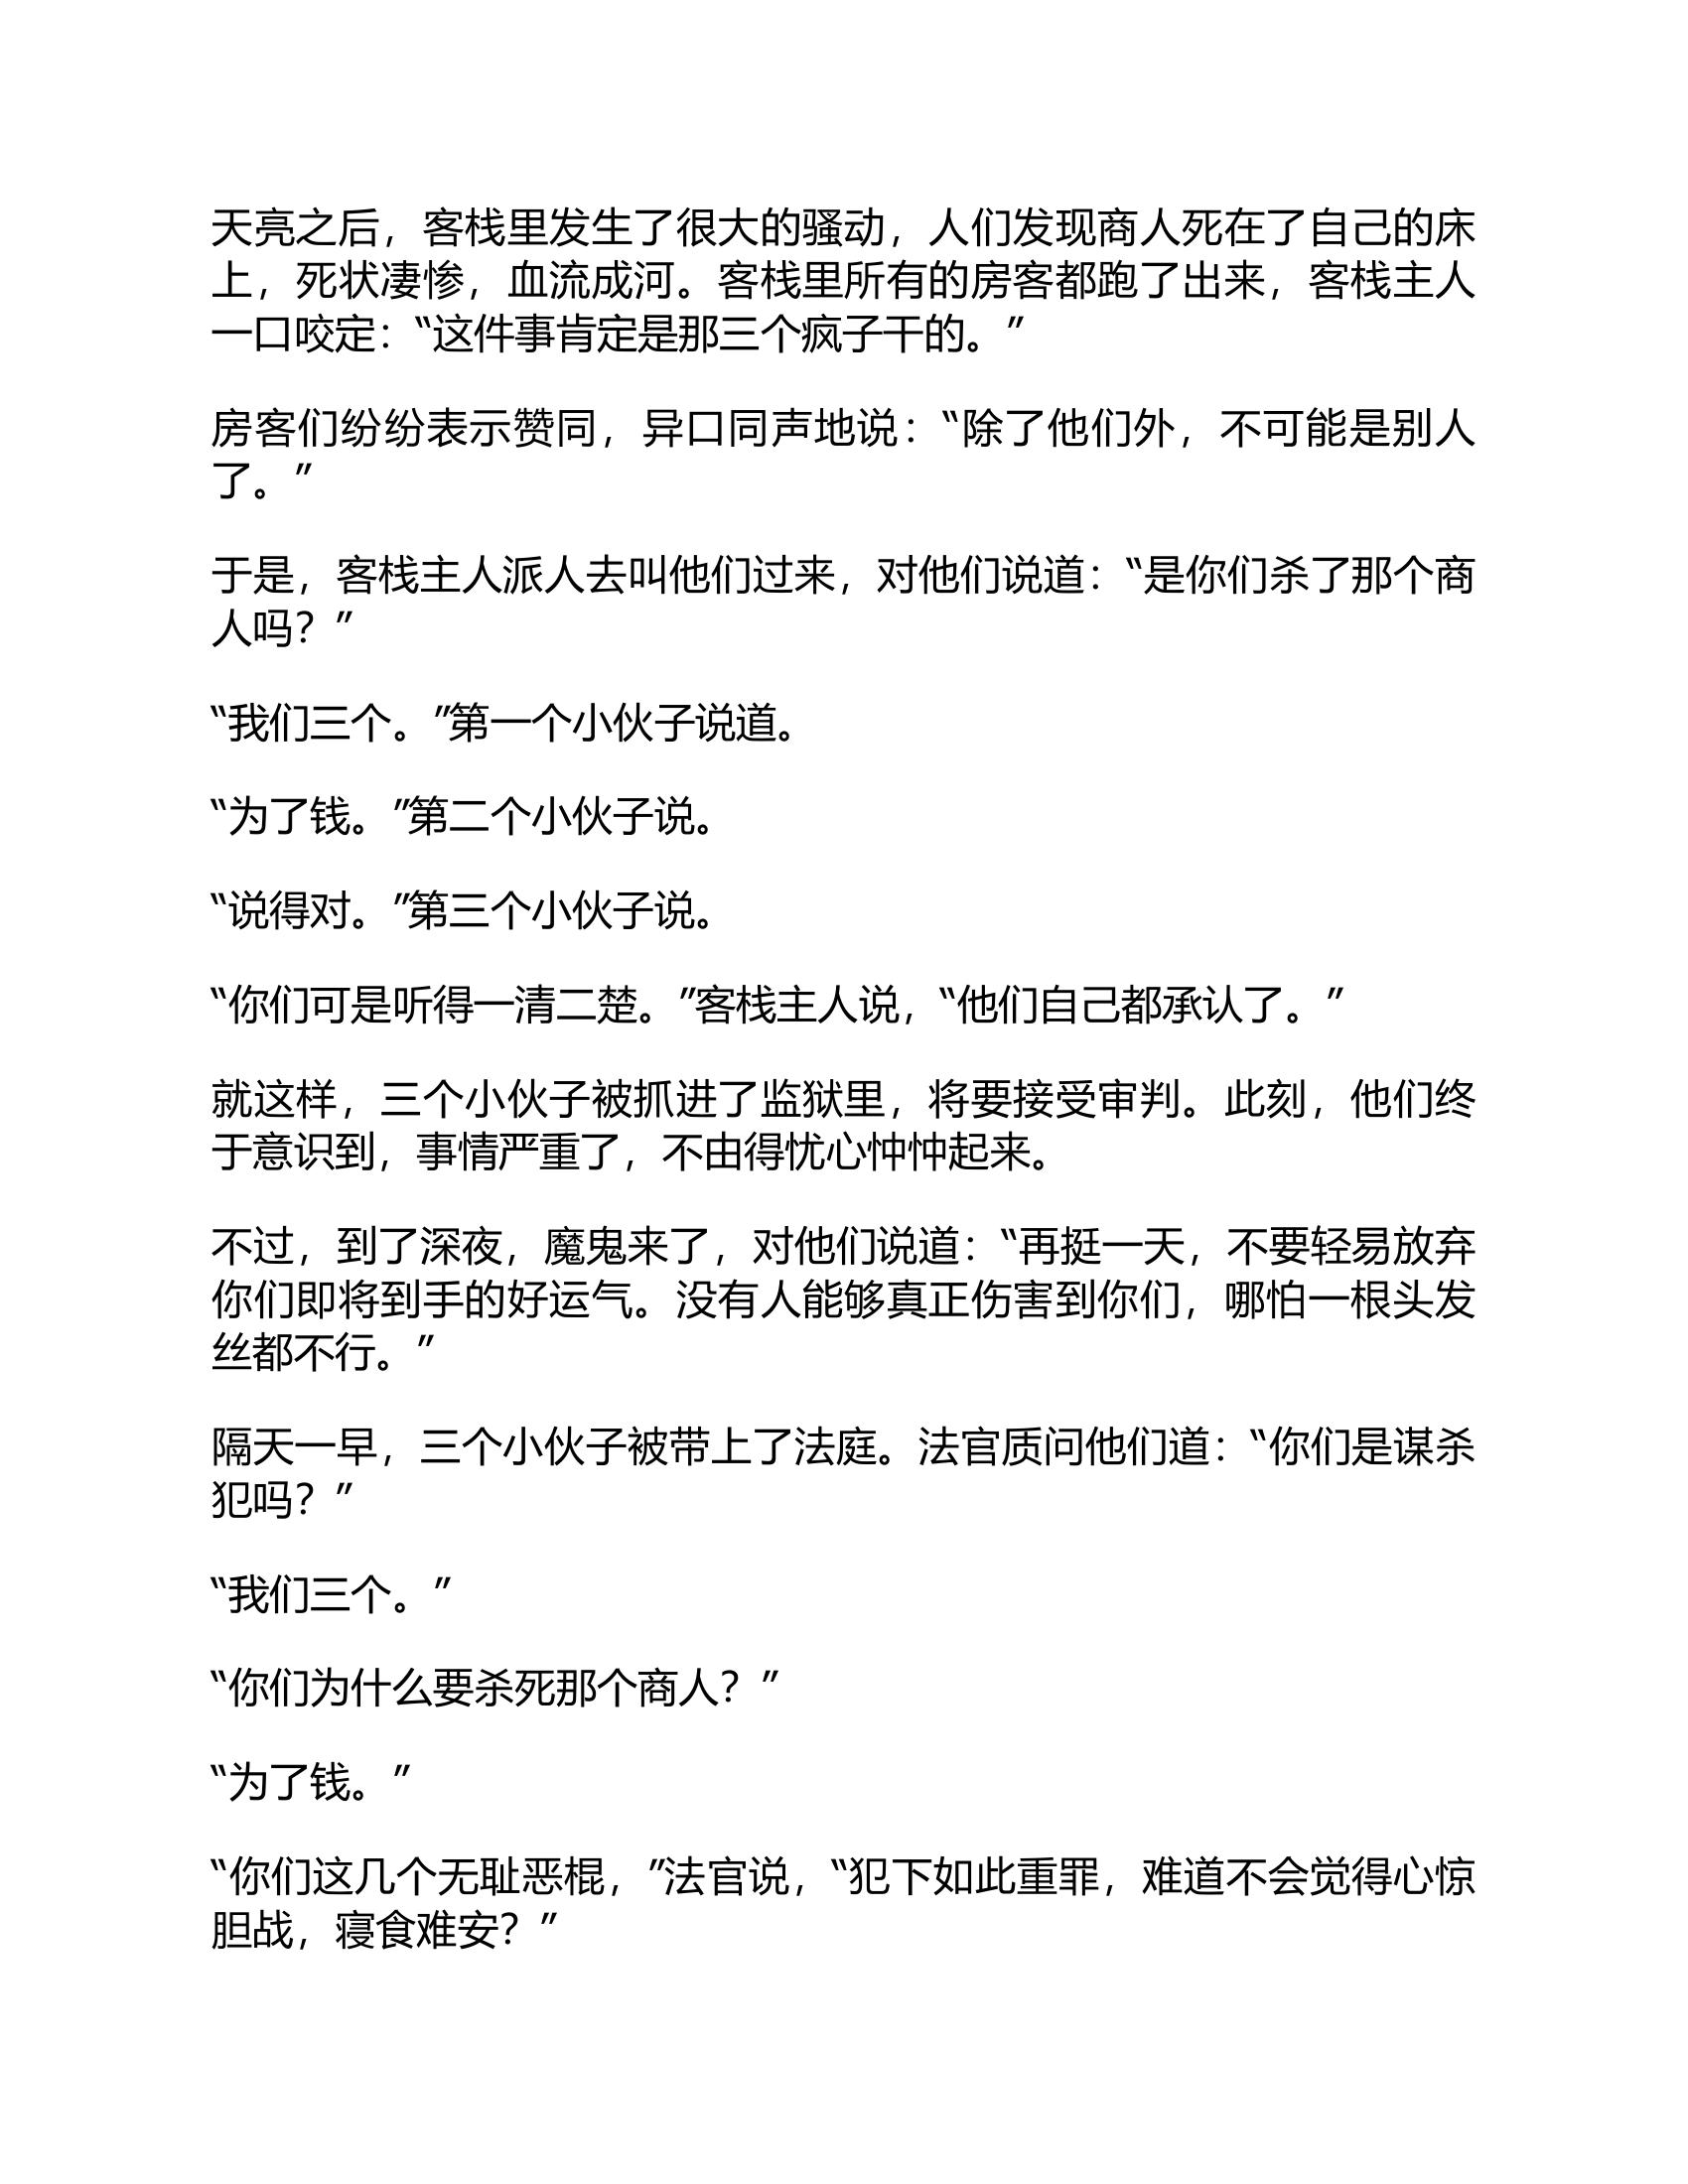 天亮之后，客栈里发生了很大的骚动，人们发现商人死在了自己的床
上，死状凄惨，血流成河。客栈里所有的房客都跑了出来，客栈主人
一口咬定：“这件事肯定是那三个疯子干的。”
房客们纷纷表示赞同，异口同声地说：“除了他们外，不可能是别人
了。”
于是，客栈主人派人去叫他们过来，对他们说道：“是你们杀了那个商
人吗？”
“我们三个。”第一个小伙子说道。
“为了钱。”第二个小伙子说。
“说得对。”第三个小伙子说。
“你们可是听得一清二楚。”客栈主人说，“他们自己都承认了。”
就这样，三个小伙子被抓进了监狱里，将要接受审判。此刻，他们终
于意识到，事情严重了，不由得忧心忡忡起来。
不过，到了深夜，魔鬼来了，对他们说道：“再挺一天，不要轻易放弃
你们即将到手的好运气。没有人能够真正伤害到你们，哪怕一根头发
丝都不行。”
隔天一早，三个小伙子被带上了法庭。法官质问他们道：“你们是谋杀
犯吗？”
“我们三个。”
“你们为什么要杀死那个商人？”
“为了钱。”
“你们这几个无耻恶棍，”法官说，“犯下如此重罪，难道不会觉得心惊
胆战，寝食难安？”